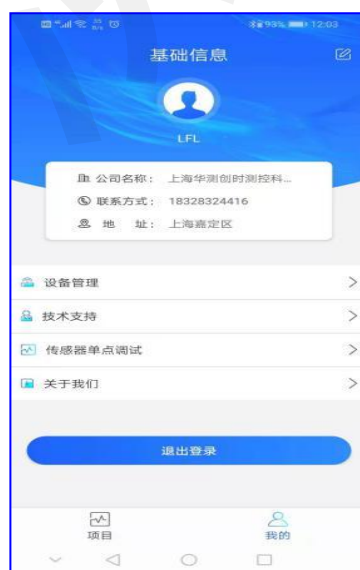 93% 12:03
基础信息
LFL
公司名称： 上海华测创时测控科...
联系方式： 18328324416
地 址： 上海嘉定区
设备管理
技术支持
传感器单点调试
关于我们
退出登录
项目 我的